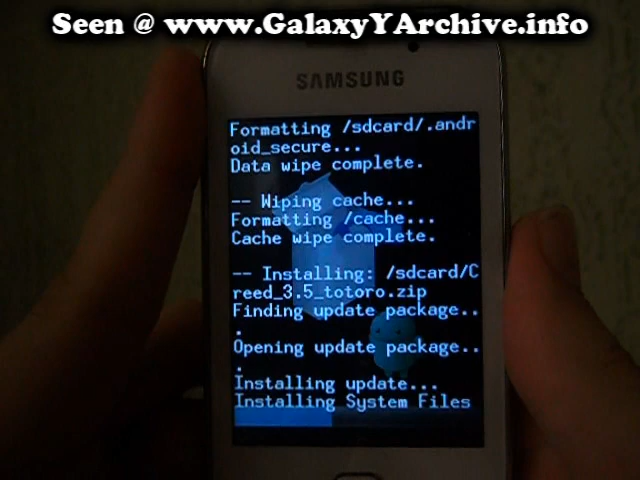 Seen @ www.GalaxyYArchive.info
SAMSUNG
Formatting /sdcard/.andr
oid_secure...
Data wipe complete.
-- Wiping cache...
Formatting /cache...
Cache wipe complete.
-- Installing: /sdcard/C
reed_3.5_totoro.zip
Finding update package..
.
Opening update package..
.
Installing update...
Installing System Files